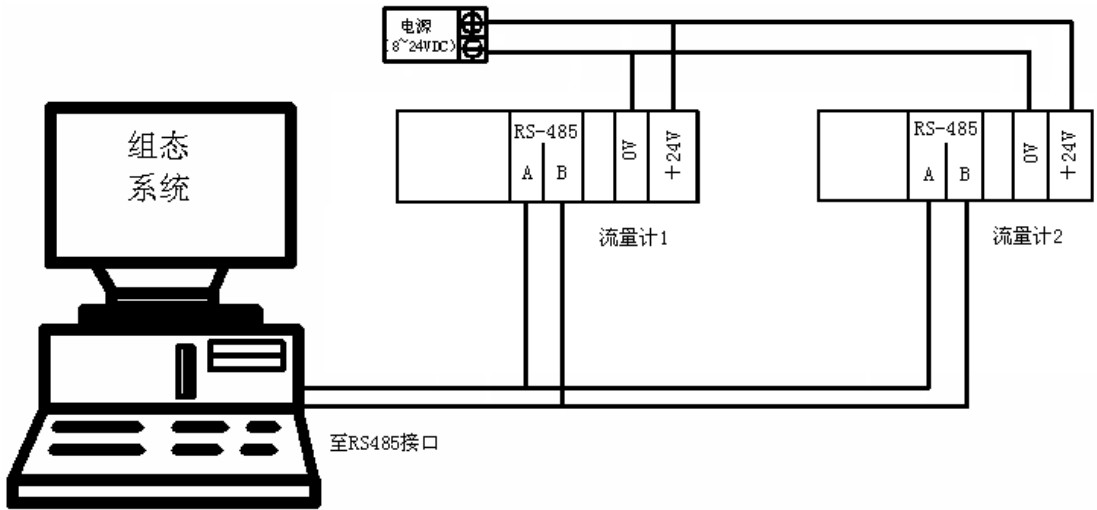 电源
(8~24VDC)
组态
系统
RS-485
A
B
0V
+24V
流量计1
RS-485
A
B
0V
+24V
流量计2
至RS485接口